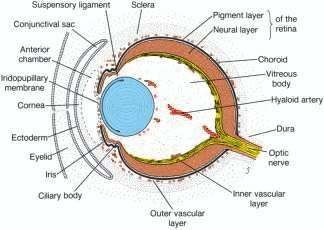 Suspensory ligament
Sclera
Conjunctival sac
Pigment layer
of the
retina
Neural layer
Anterior
chamber
Choroid
Iridopupillary
membrane
Vitreous
body
Cornea
Hyaloid artery
Ectoderm
Dura
Eyelid
Optic
nerve
Iris
Ciliary body
Inner vascular
layer
Outer vascular
layer